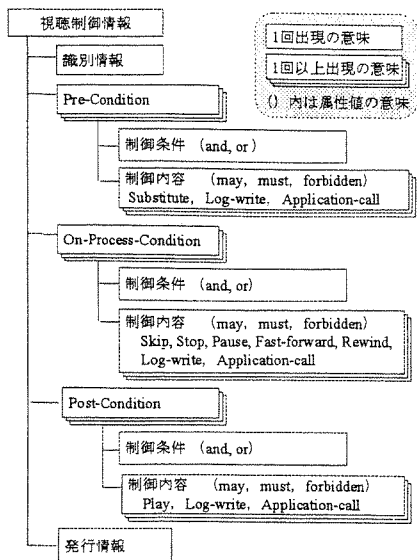 視聴制御情報
1回出現の意味
1回以上出現の意味
() 内は属性値の意味
識別情報
Pre-Condition
制御条件 (and, or)
制御内容 (may, must, forbidden)
Substitute, Log-write, Application-call
On-Process-Condition
制御条件 (and, or)
制御内容 (may, must, forbidden)
Skip, Stop, Pause, Fast-forward, Rewind,
Log-write, Application-call
Post-Condition
制御条件 (and, or)
制御内容 (may, must, forbidden)
Play, Log-write, Application-call
発行情報